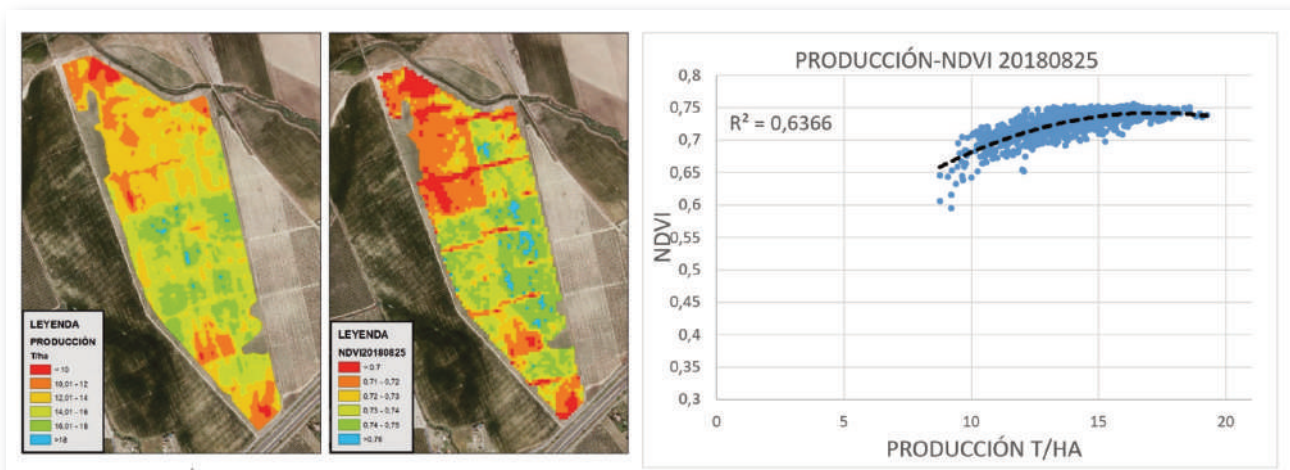 LEYENDA
PRODUCCIÓN
T/ha
< 10
10,01 - 12
12,01 - 14
14,01 - 16
16,01 - 18
>18
LEYENDA
NDVI20180825
< 0.7
0,71 - 0,72
0,72 - 0,73
0,73 - 0,74
0,74 - 0,75
>0,76
PRODUCCIÓN-NDVI 20180825
R² = 0,6366
NDVI
0,8
0,75
0,7
0,65
0,6
0,55
0,5
0,45
0,4
0,35
0,3
0
5
10
15
20
PRODUCCIÓN T/HA